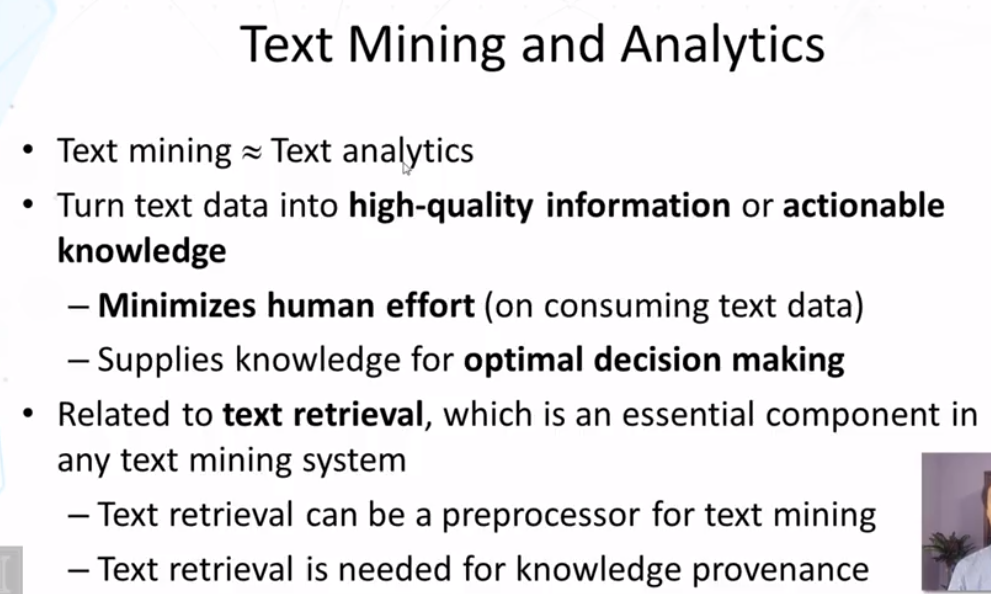 Text Mining and Analytics
• Text mining ≈ Text analytics
• Turn text data into high-quality information or actionable
knowledge
– Minimizes human effort (on consuming text data)
– Supplies knowledge for optimal decision making
• Related to text retrieval, which is an essential component in
any text mining system
– Text retrieval can be a preprocessor for text mining
– Text retrieval is needed for knowledge provenance